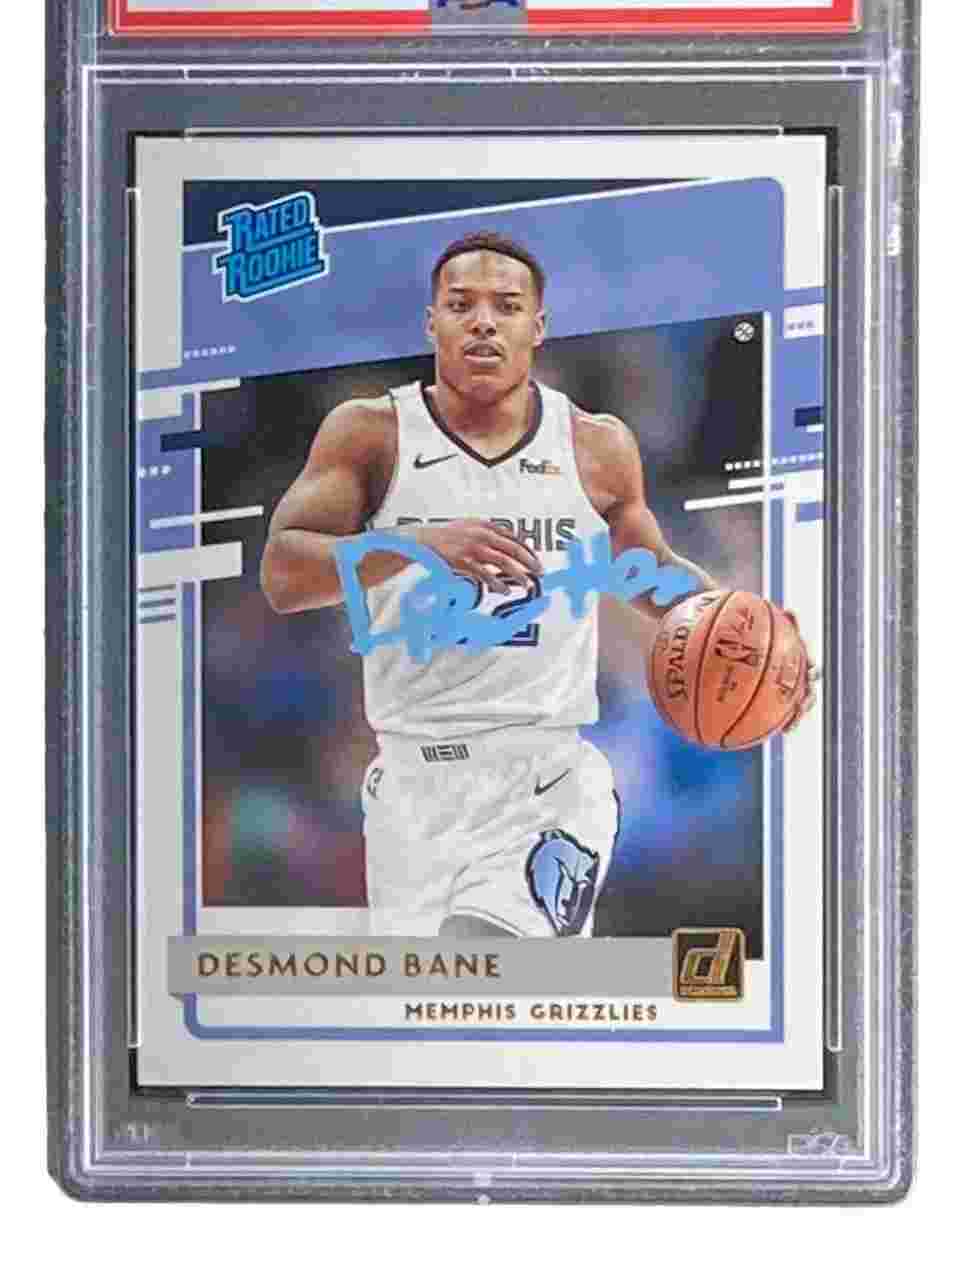 RATED
ROOKIE
FedEx
MEMPHIS
SPALDING
DESMOND BANE
MEMPHIS GRIZZLIES